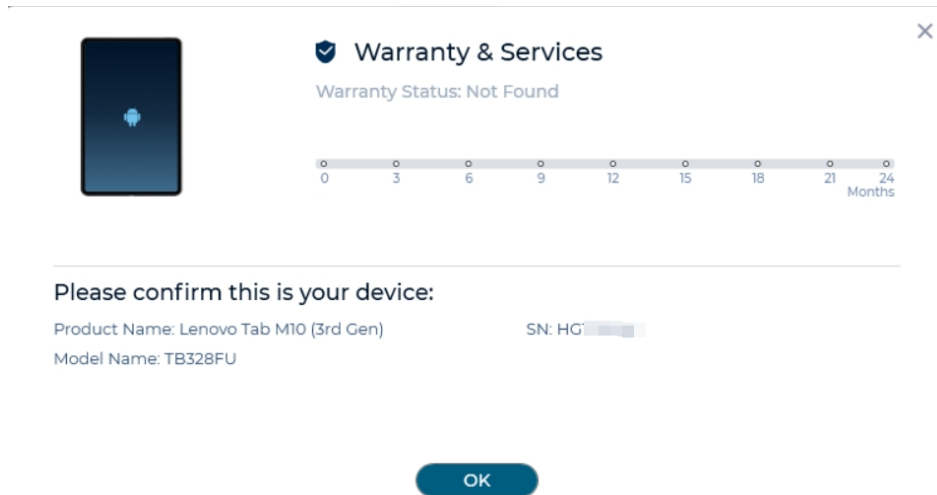 Warranty & Services
Warranty Status: Not Found
0 3 6 9 12 15 18 21 24
Months
Please confirm this is your device:
Product Name: Lenovo Tab M10 (3rd Gen) SN: HG
Model Name: TB328FU
OK